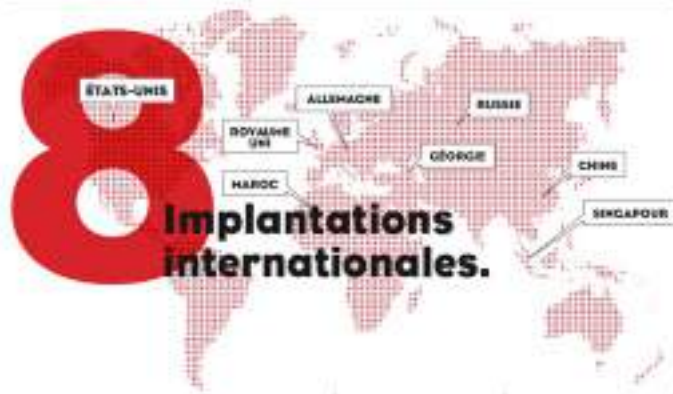 8
ÉTATS-UNIS
ALLEMAGNE
RUSSIE
ROYAUME
UNI
GÉORGIE
MAROC
CHINE
SINGAPOUR
Implantations
internationales.